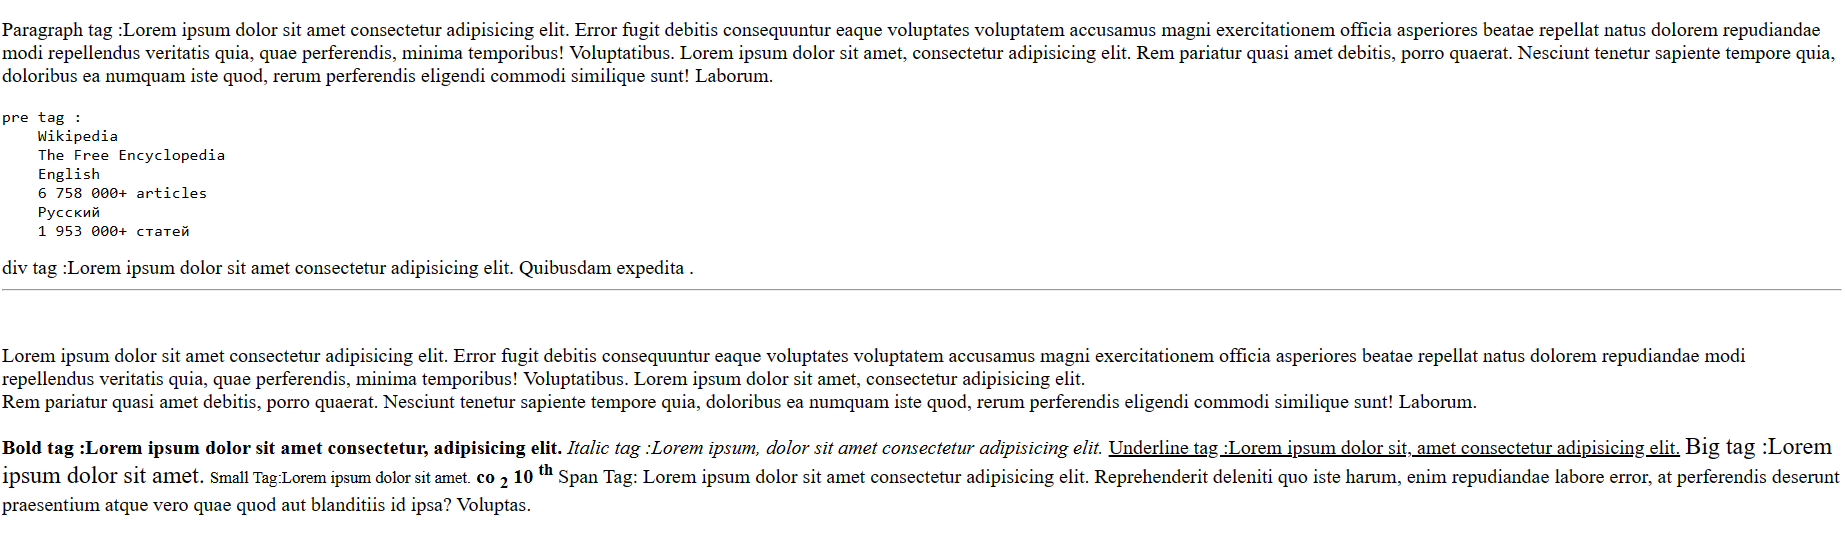 Paragraph tag :Lorem ipsum dolor sit amet consectetur adipisicing elit. Error fugit debitis consequuntur eaque voluptates voluptatem accusamus magni exercitationem officia asperiores beatae repellat natus dolorem repudiandae
modi repellendus veritatis quia, quae perferendis, minima temporibus! Voluptatibus. Lorem ipsum dolor sit amet, consectetur adipisicing elit. Rem pariatur quasi amet debitis, porro quaerat. Nesciunt tenetur sapiente tempore quia,
doloribus ea numquam iste quod, rerum perferendis eligendi commodi similique sunt! Laborum.
pre tag :
    Wikipedia
    The Free Encyclopedia
    English
    6 758 000+ articles
    Русский
    1 953 000+ статей
div tag :Lorem ipsum dolor sit amet consectetur adipisicing elit. Quibusdam expedita .
Lorem ipsum dolor sit amet consectetur adipisicing elit. Error fugit debitis consequuntur eaque voluptates voluptatem accusamus magni exercitationem officia asperiores beatae repellat natus dolorem repudiandae modi
repellendus veritatis quia, quae perferendis, minima temporibus! Voluptatibus. Lorem ipsum dolor sit amet, consectetur adipisicing elit.
Rem pariatur quasi amet debitis, porro quaerat. Nesciunt tenetur sapiente tempore quia, doloribus ea numquam iste quod, rerum perferendis eligendi commodi similique sunt! Laborum.
Bold tag :Lorem ipsum dolor sit amet consectetur, adipisicing elit. Italic tag :Lorem ipsum, dolor sit amet consectetur adipisicing elit. Underline tag :Lorem ipsum dolor sit, amet consectetur adipisicing elit. Big tag :Lorem
ipsum dolor sit amet. Small Tag:Lorem ipsum dolor sit amet. co 2 10 th Span Tag: Lorem ipsum dolor sit amet consectetur adipisicing elit. Reprehenderit deleniti quo iste harum, enim repudiandae labore error, at perferendis deserunt
praesentium atque vero quae quod aut blanditiis id ipsa? Voluptas.